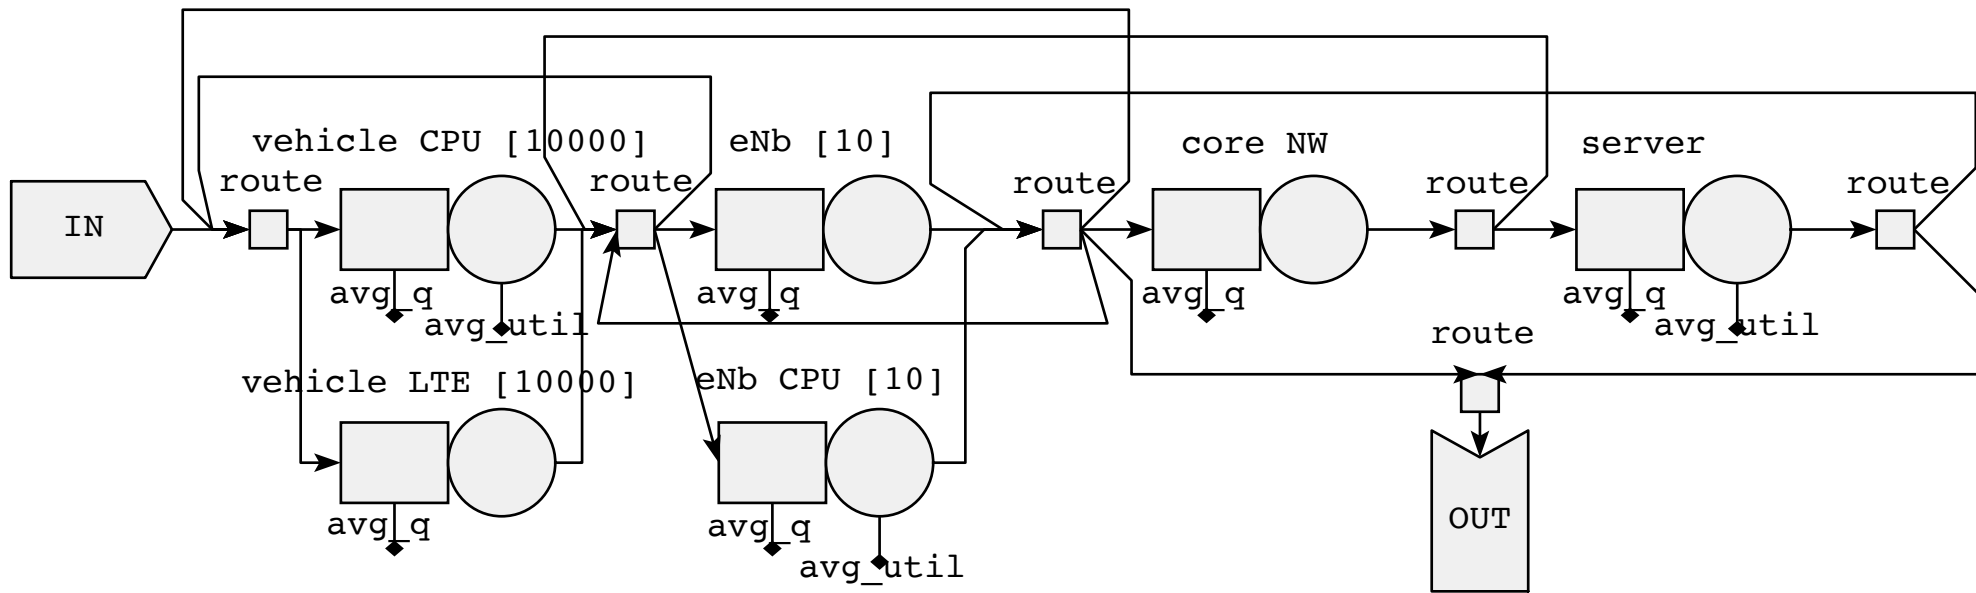 vehicle CPU [10000]
eNb [10]
core NW
server
route
route
route
route
route
IN
avg_q
avg_q
avg_q
avg_q
avg_util
avg_util
route
vehicle LTE [10000]
eNb CPU [10]
OUT
avg_q
avg_q
avg_util